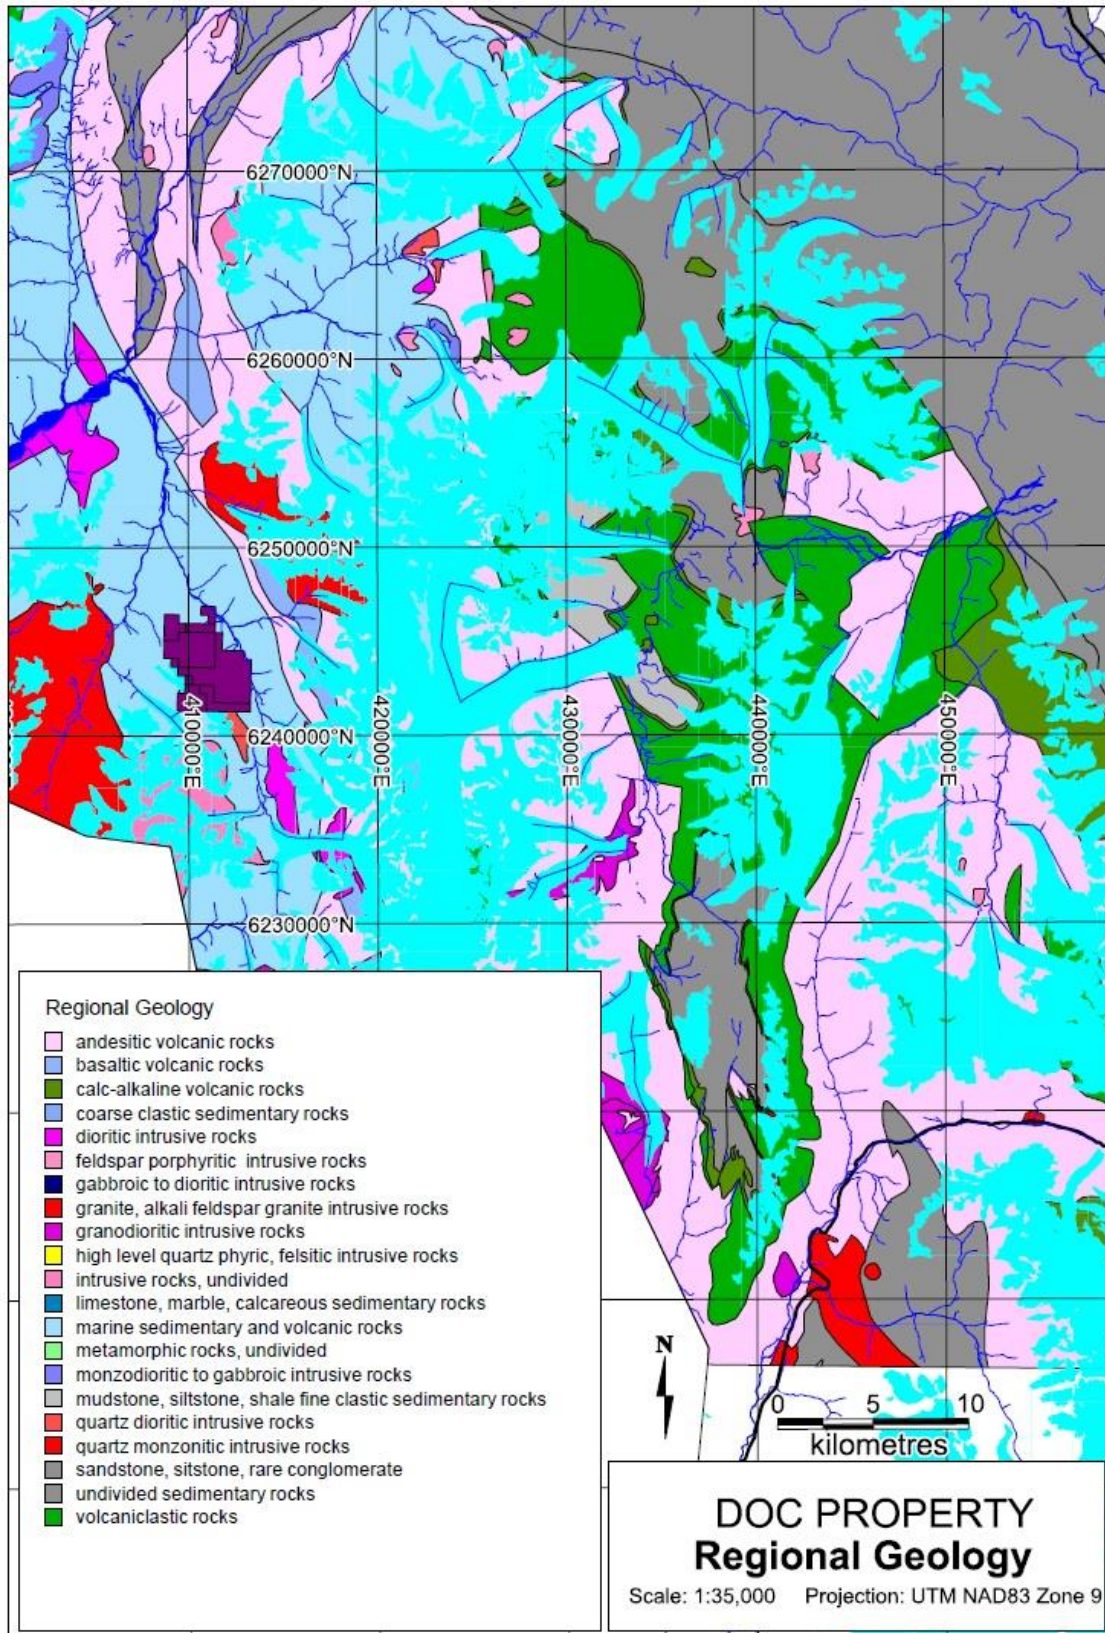 6270000°N
6260000°N
6250000°N
6240000°N
6230000°N
410000°E
420000°E
430000°E
440000°E
450000°E
Regional Geology
andesitic volcanic rocks
basaltic volcanic rocks
calc-alkaline volcanic rocks
coarse clastic sedimentary rocks
dioritic intrusive rocks
feldspar porphyritic intrusive rocks
gabbroic to dioritic intrusive rocks
granite, alkali feldspar granite intrusive rocks
granodioritic intrusive rocks
high level quartz phyric, felsitic intrusive rocks
intrusive rocks, undivided
limestone, marble, calcareous sedimentary rocks
marine sedimentary and volcanic rocks
metamorphic rocks, undivided
monzodioritic to gabbroic intrusive rocks
mudstone, siltstone, shale fine clastic sedimentary rocks
quartz dioritic intrusive rocks
quartz monzonitic intrusive rocks
sandstone, sitstone, rare conglomerate
undivided sedimentary rocks
volcaniclastic rocks
N
0 5 10
kilometres
DOC PROPERTY
Regional Geology
Scale: 1:35,000 Projection: UTM NAD83 Zone 9